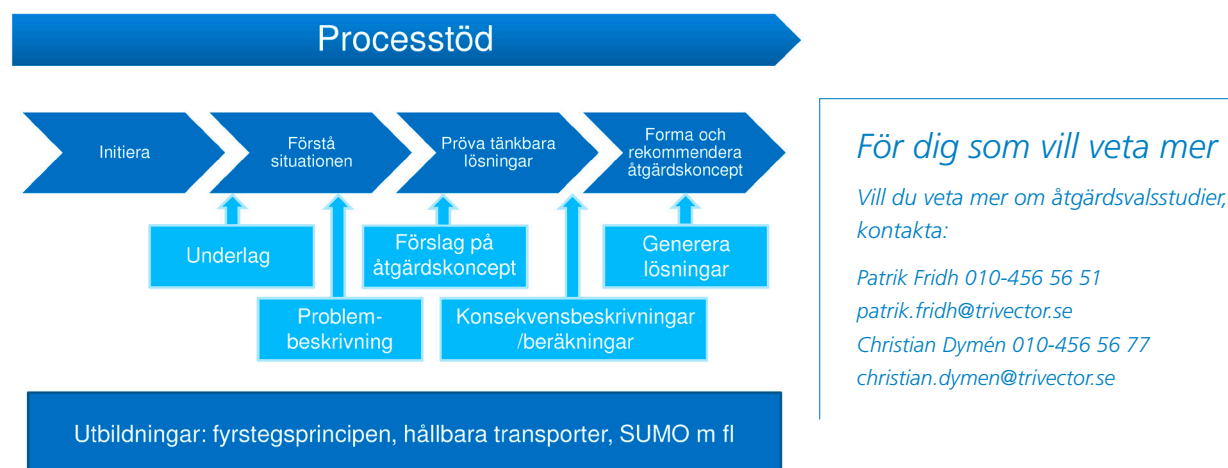 Processtöd
Initiera
Förstå
situationen
Pröva tänkbara
lösningar
Forma och
rekommendera
åtgärdskoncept
Underlag
Problem-
beskrivning
Förslag på
åtgärdskoncept
Konsekvensbeskrivningar
/beräkningar
Generera
lösningar
Utbildningar: fyrstegsprincipen, hållbara transporter, SUMO m fl
För dig som vill veta mer
Vill du veta mer om åtgärdsvalsstudier,
kontakta:
Patrik Fridh 010-456 56 51
patrik.fridh@trivector.se
Christian Dymén 010-456 56 77
christian.dymen@trivector.se